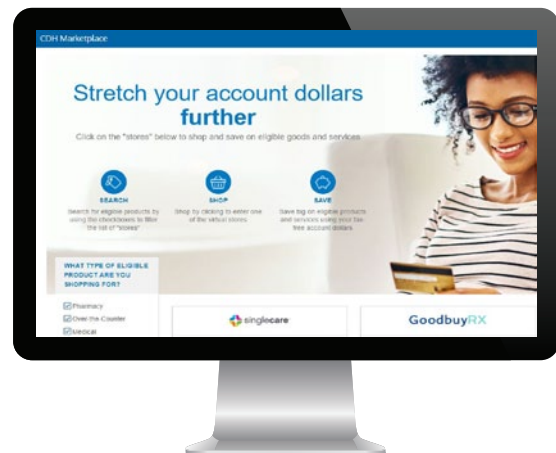 CDH Marketplace
Stretch your account dollars
further
Click on the "stores" below to shop and save on eligible goods and services.
SEARCH
Search for eligible products by
using the checkboxes to filter
the list of "stores"
SHOP
Shop by clicking to enter one
of the virtual stores
SAVE
Save big on eligible products
and services using your tax
free account dollars
WHAT TYPE OF ELIGIBLE
PRODUCT ARE YOU
SHOPPING FOR?
Pharmacy
Over the Counter
Medical
singlecare
GoodbuyRX